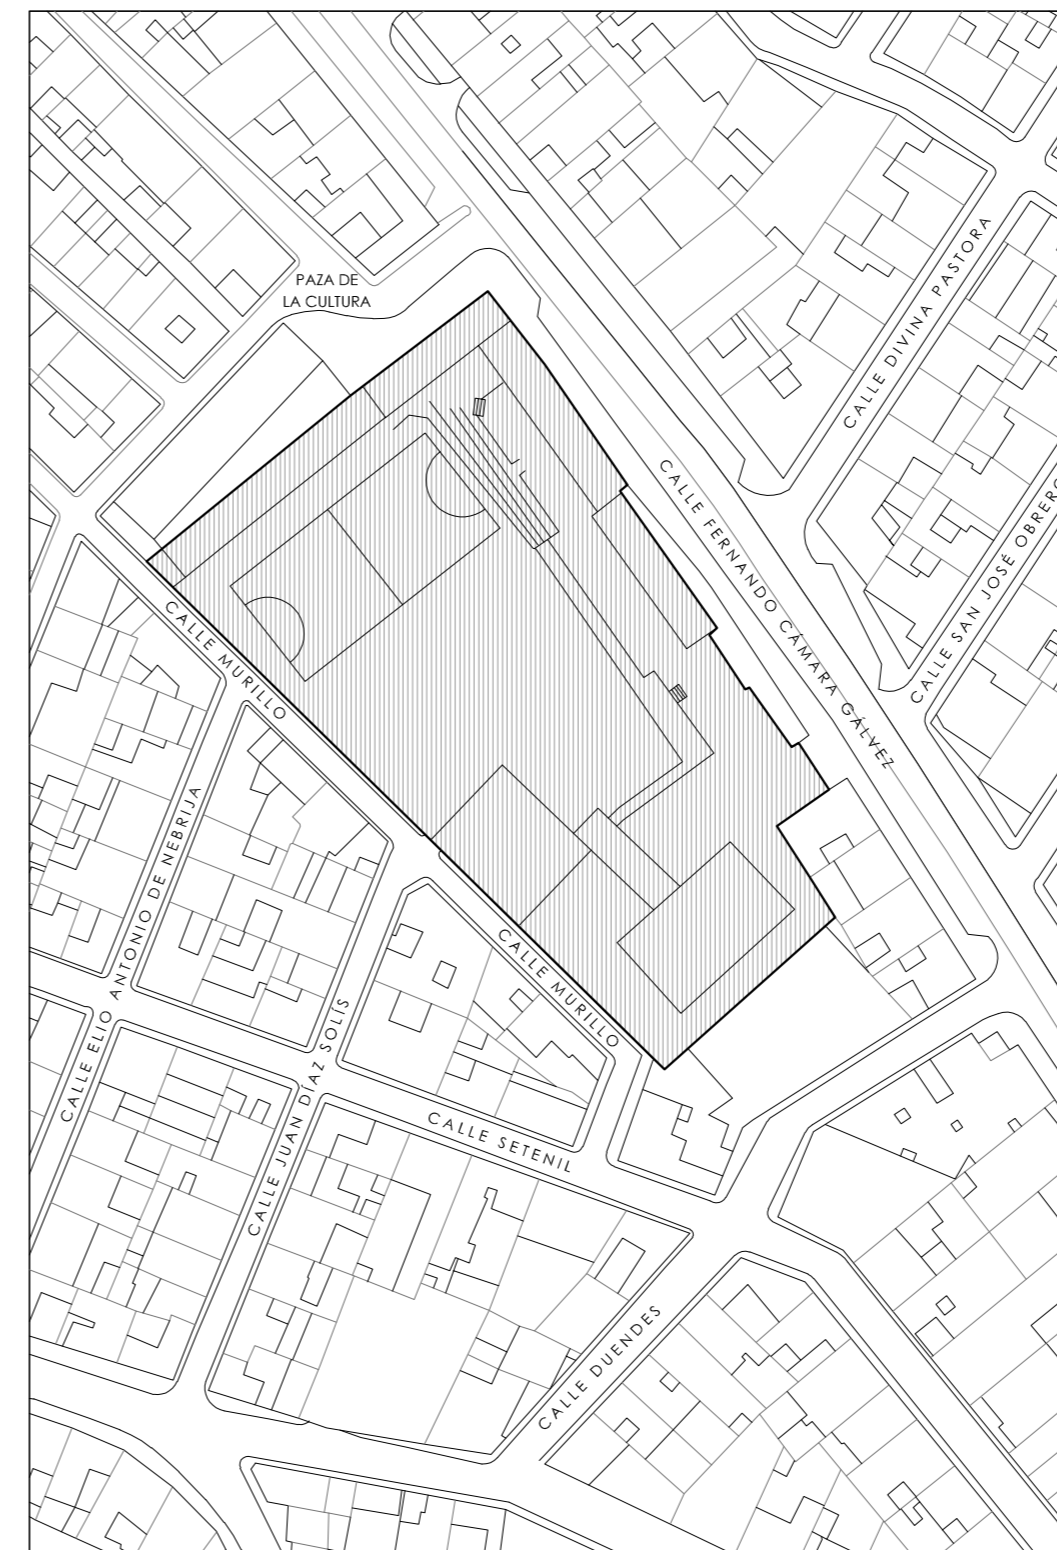 PAZA DE
LA CULTURA
CALLE DIVINA PASTORA
CALLE FERNANDO CÁMARA GÁLVEZ
CALLE SAN JOSÉ OBRERO
CALLE MURILLO
CALLE ELIO ANTONIO DE NEBRIJA
CALLE MURILLO
CALLE JUAN DÍAZ SOLÍS
CALLE SETENIL
CALLE DUENDES